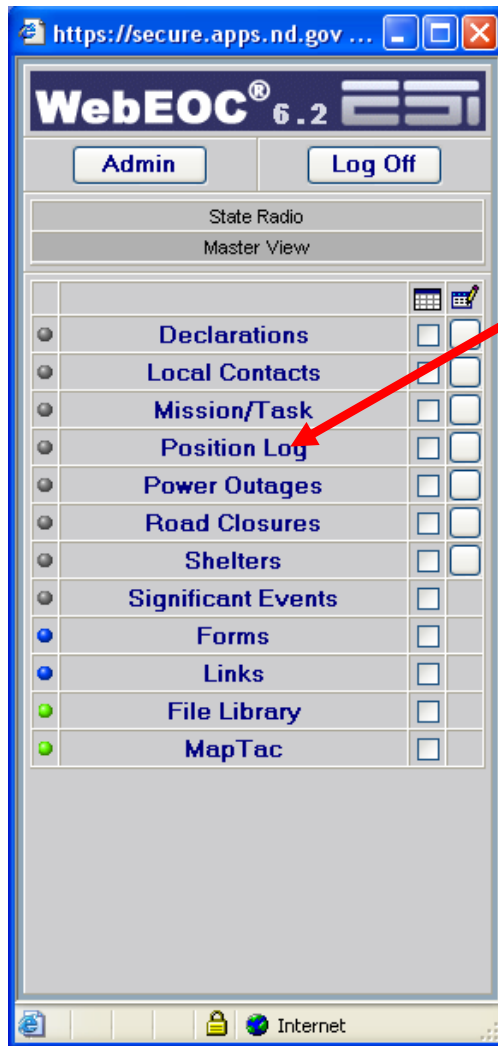 https://secure.apps.nd.gov ...
WebEOC® 6.2 ESi
Admin Log Off
State Radio
Master View
Declarations
Local Contacts
Mission/Task
Position Log
Power Outages
Road Closures
Shelters
Significant Events
Forms
Links
File Library
MapTac
Internet